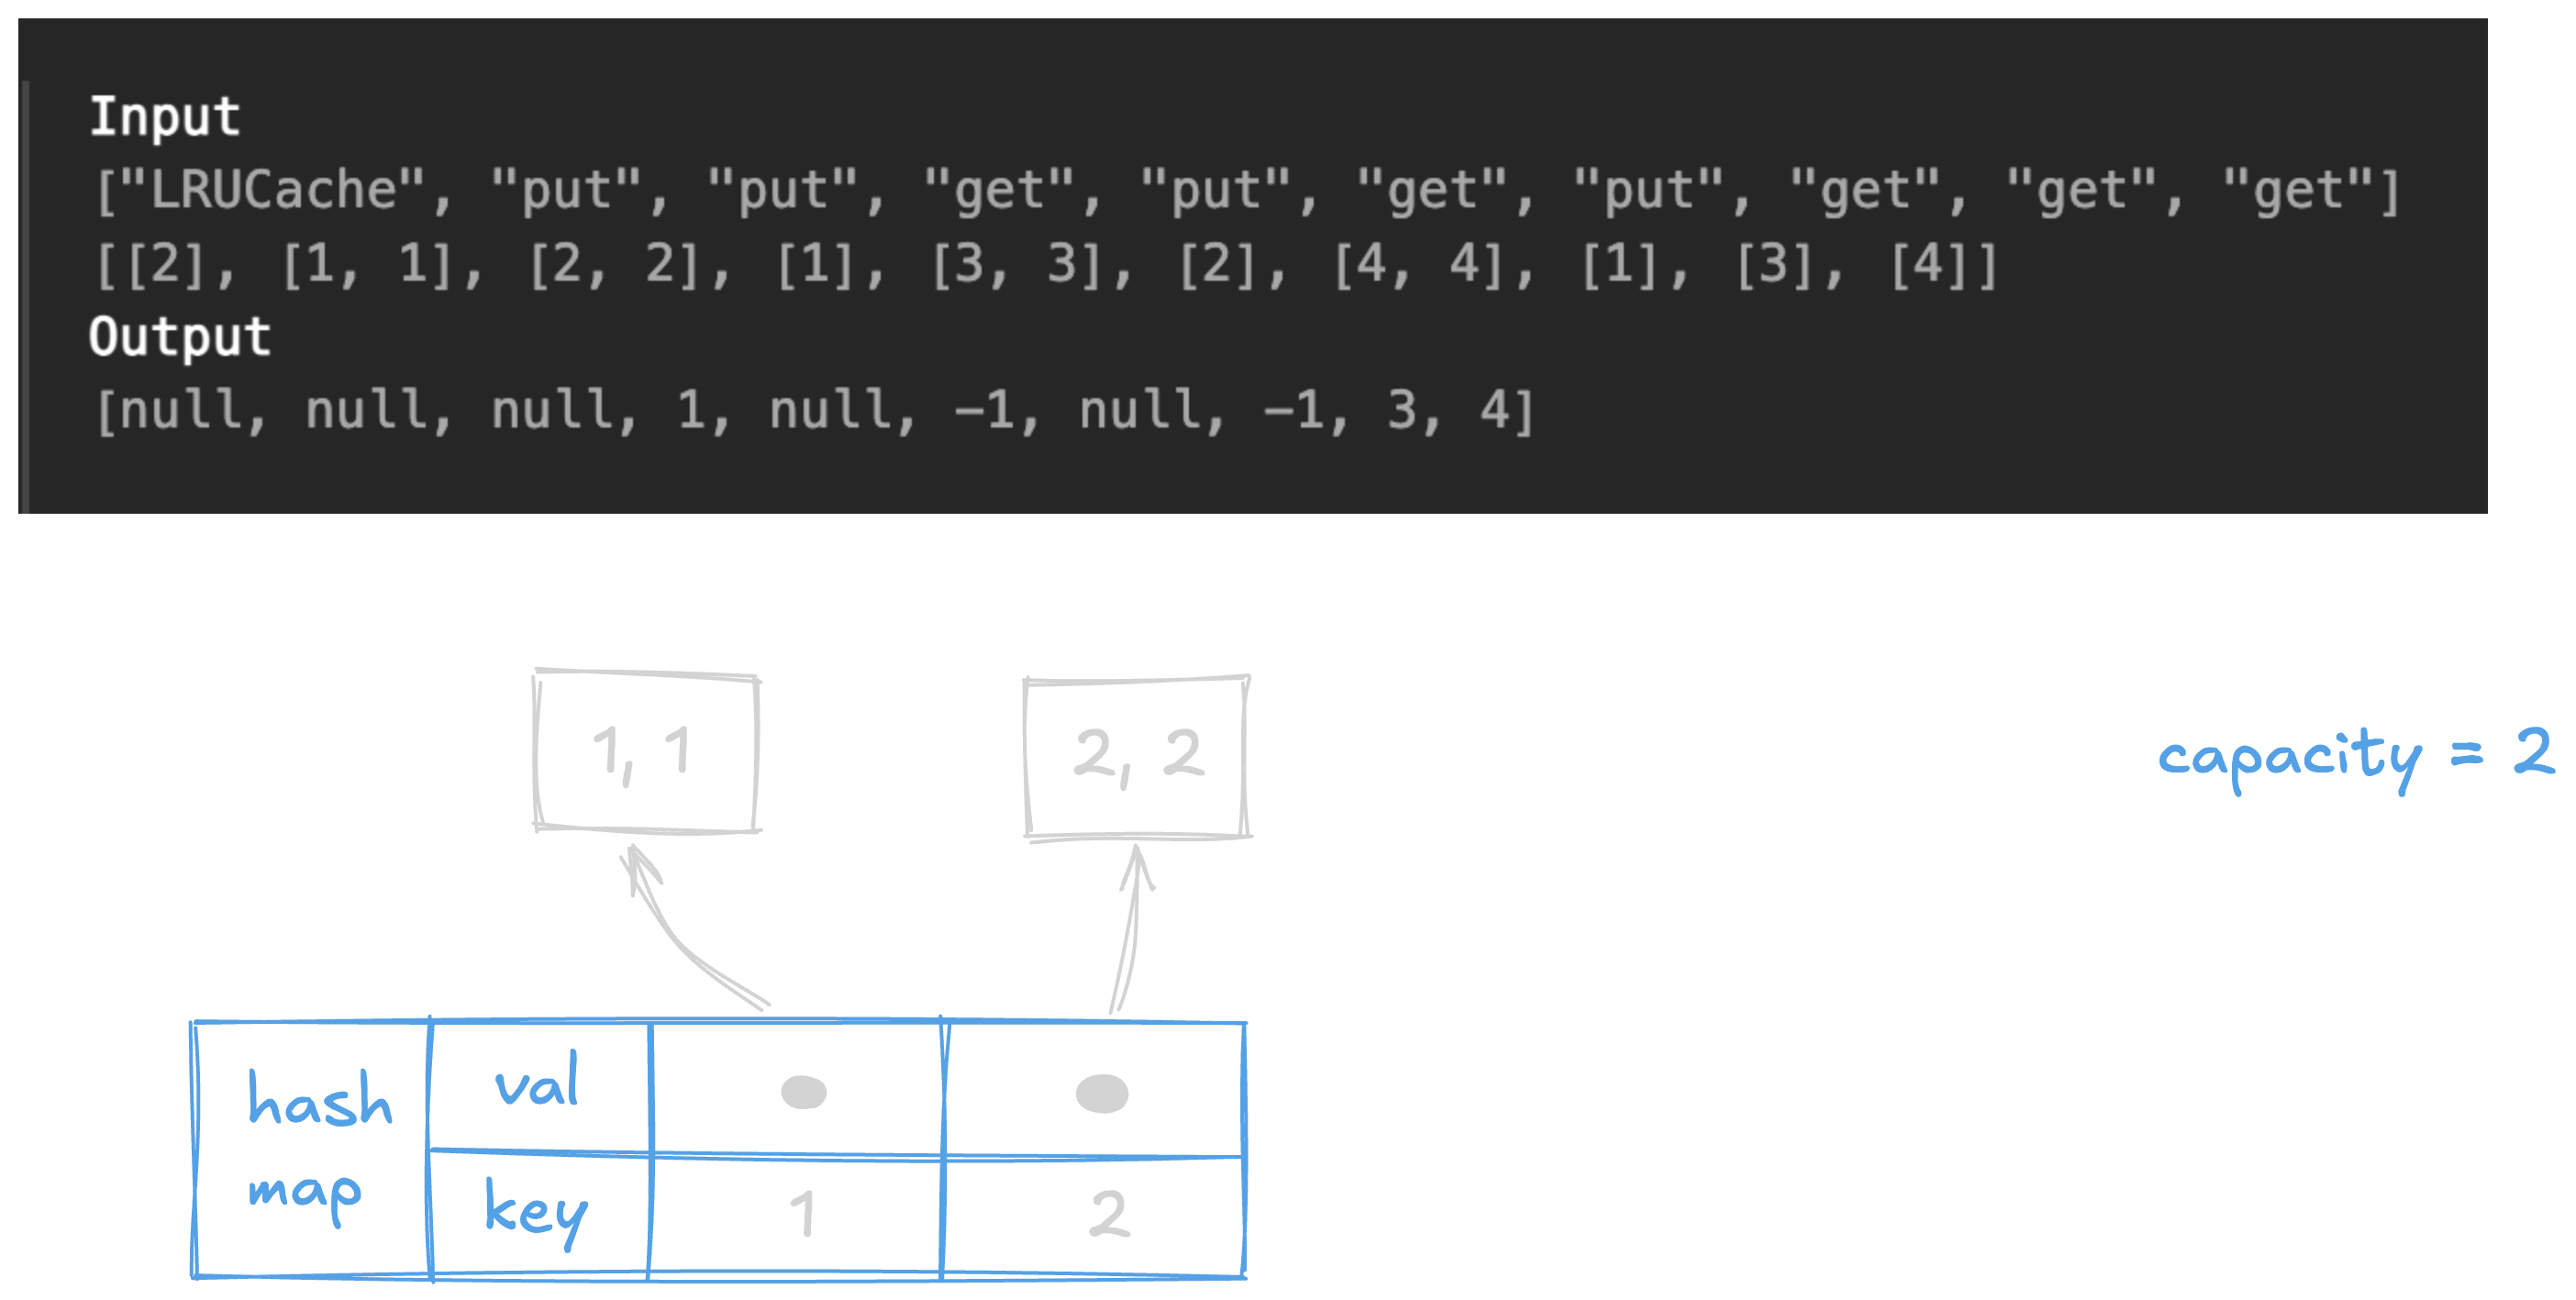 Input
["LRUCache", "put", "put", "get", "put", "get", "put", "get", "get", "get"]
[[2], [1, 1], [2, 2], [1], [3, 3], [2], [4, 4], [1], [3], [4]]
Output
[null, null, null, 1, null, −1, null, −1, 3, 4]
1, 1
2, 2
capacity = 2
hash
map
val
key
1
2